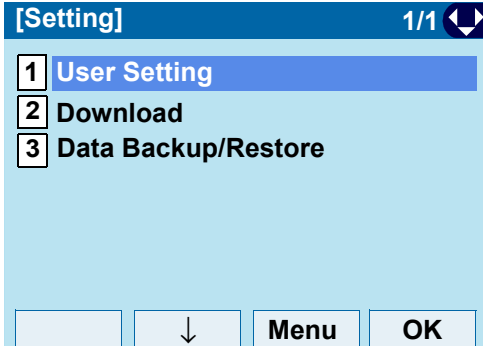 [Setting] 1/1
1 User Setting
2 Download
3 Data Backup/Restore
↓ Menu OK